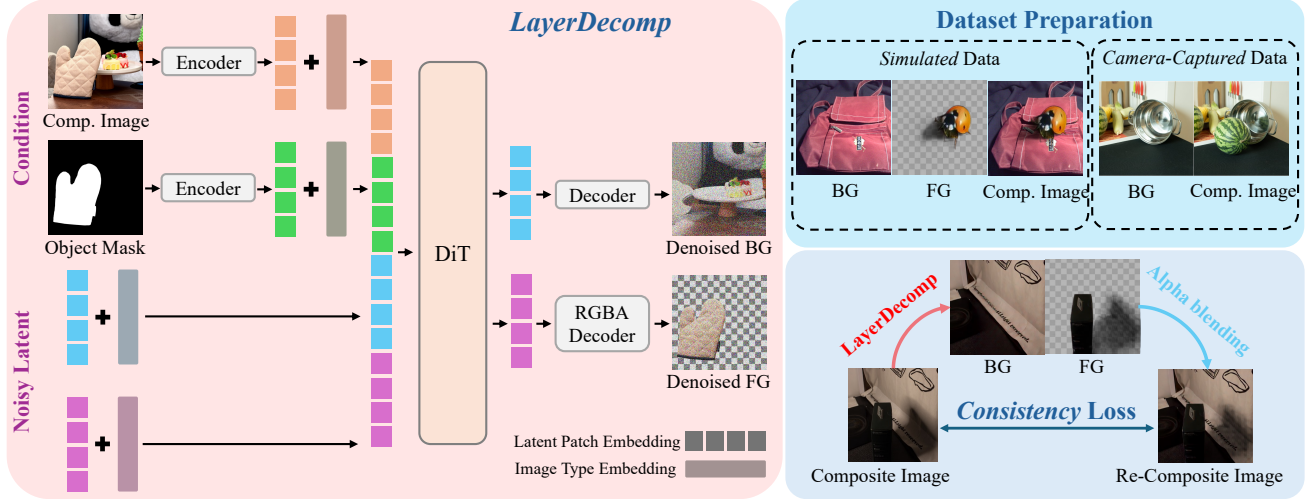 LayerDecomp
Condition
Comp. Image
Encoder
Object Mask
Encoder
Noisy Latent
DiT
Decoder
Denoised BG
RGBA
Decoder
Denoised FG
Latent Patch Embedding
Image Type Embedding
Dataset Preparation
Simulated Data
BG
FG
Comp. Image
Camera-Captured Data
BG
Comp. Image
LayerDecomp
BG
FG
Alpha blending
Consistency Loss
Composite Image
Re-Composite Image